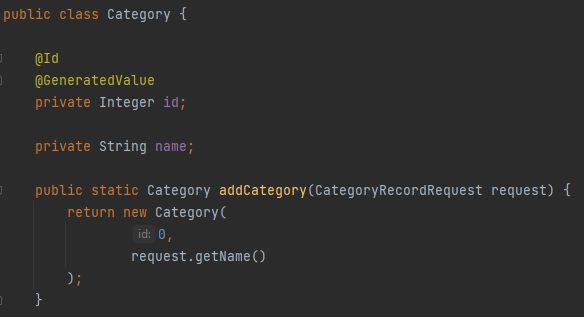 public class Category {
@Id
@GeneratedValue
private Integer id;
private String name;
public static Category addCategory(CategoryRecordRequest request) {
return new Category(
id: 0,
request.getName()
);
}